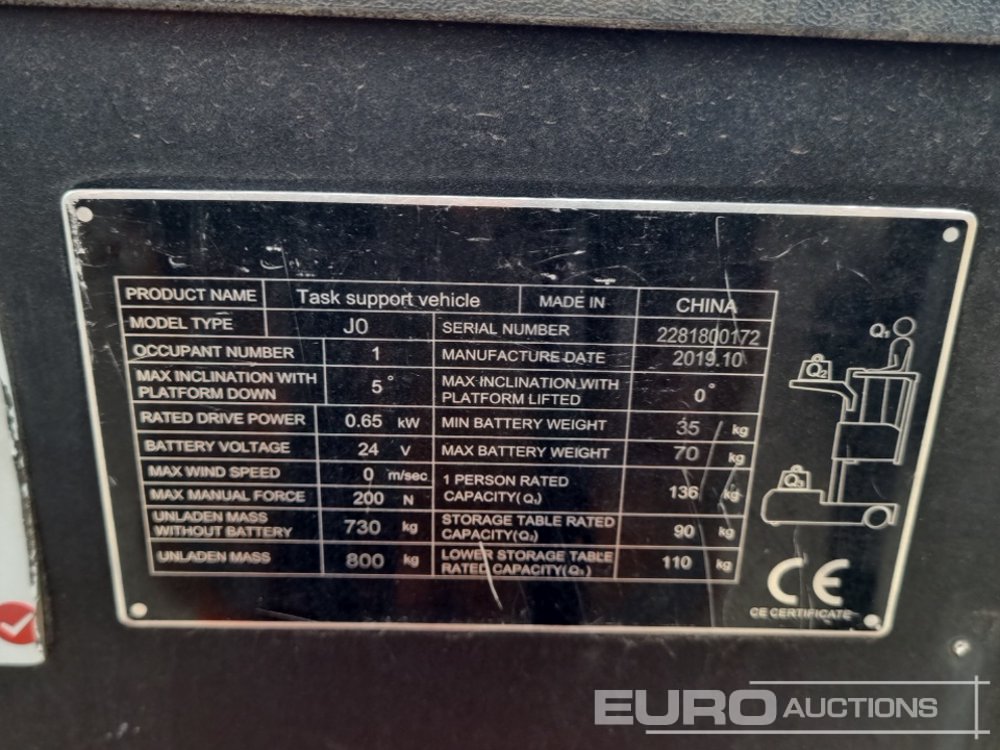 PRODUCT NAME Task support vehicle MADE IN CHINA
MODEL TYPE J0 SERIAL NUMBER 2281800172
OCCUPANT NUMBER 1 MANUFACTURE DATE 2019.10
MAX INCLINATION WITH
PLATFORM DOWN 5° MAX INCLINATION WITH
PLATFORM LIFTED 0°
RATED DRIVE POWER 0.65 kW MIN BATTERY WEIGHT 35 kg
BATTERY VOLTAGE 24 V MAX BATTERY WEIGHT 70 kg
MAX WIND SPEED 0 m/sec
MAX MANUAL FORCE 200 N
1 PERSON RATED
CAPACITY(Q₁) 136 kg
UNLADEN MASS
WITHOUT BATTERY 730 kg STORAGE TABLE RATED
CAPACITY(Q₂) 90 kg
UNLADEN MASS 800 kg LOWER STORAGE TABLE
RATED CAPACITY(Q₃) 110 kg
Q₁
Q₂
Q₃
CE
CE CERTIFICATE
EURO AUCTIONS